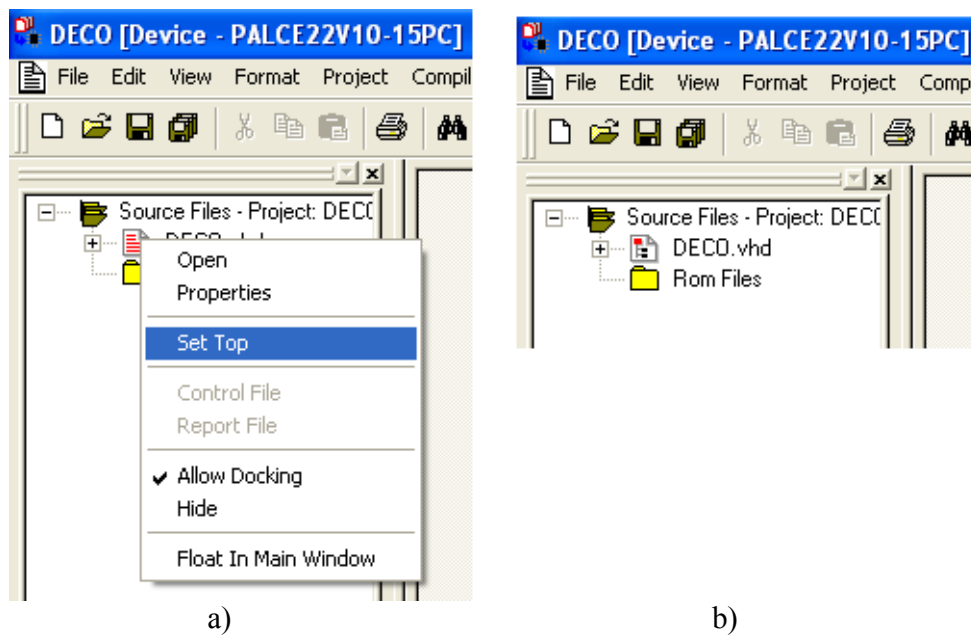 DECO [Device - PALCE22V10-15PC]
File Edit View Format Project Compil
Source Files - Project: DECO
Open
Properties
Set Top
Control File
Report File
Allow Docking
Hide
Float In Main Window
a)
DECO [Device - PALCE22V10-15PC]
File Edit View Format Project Comp
Source Files - Project: DECO
DECO.vhd
Rom Files
b)